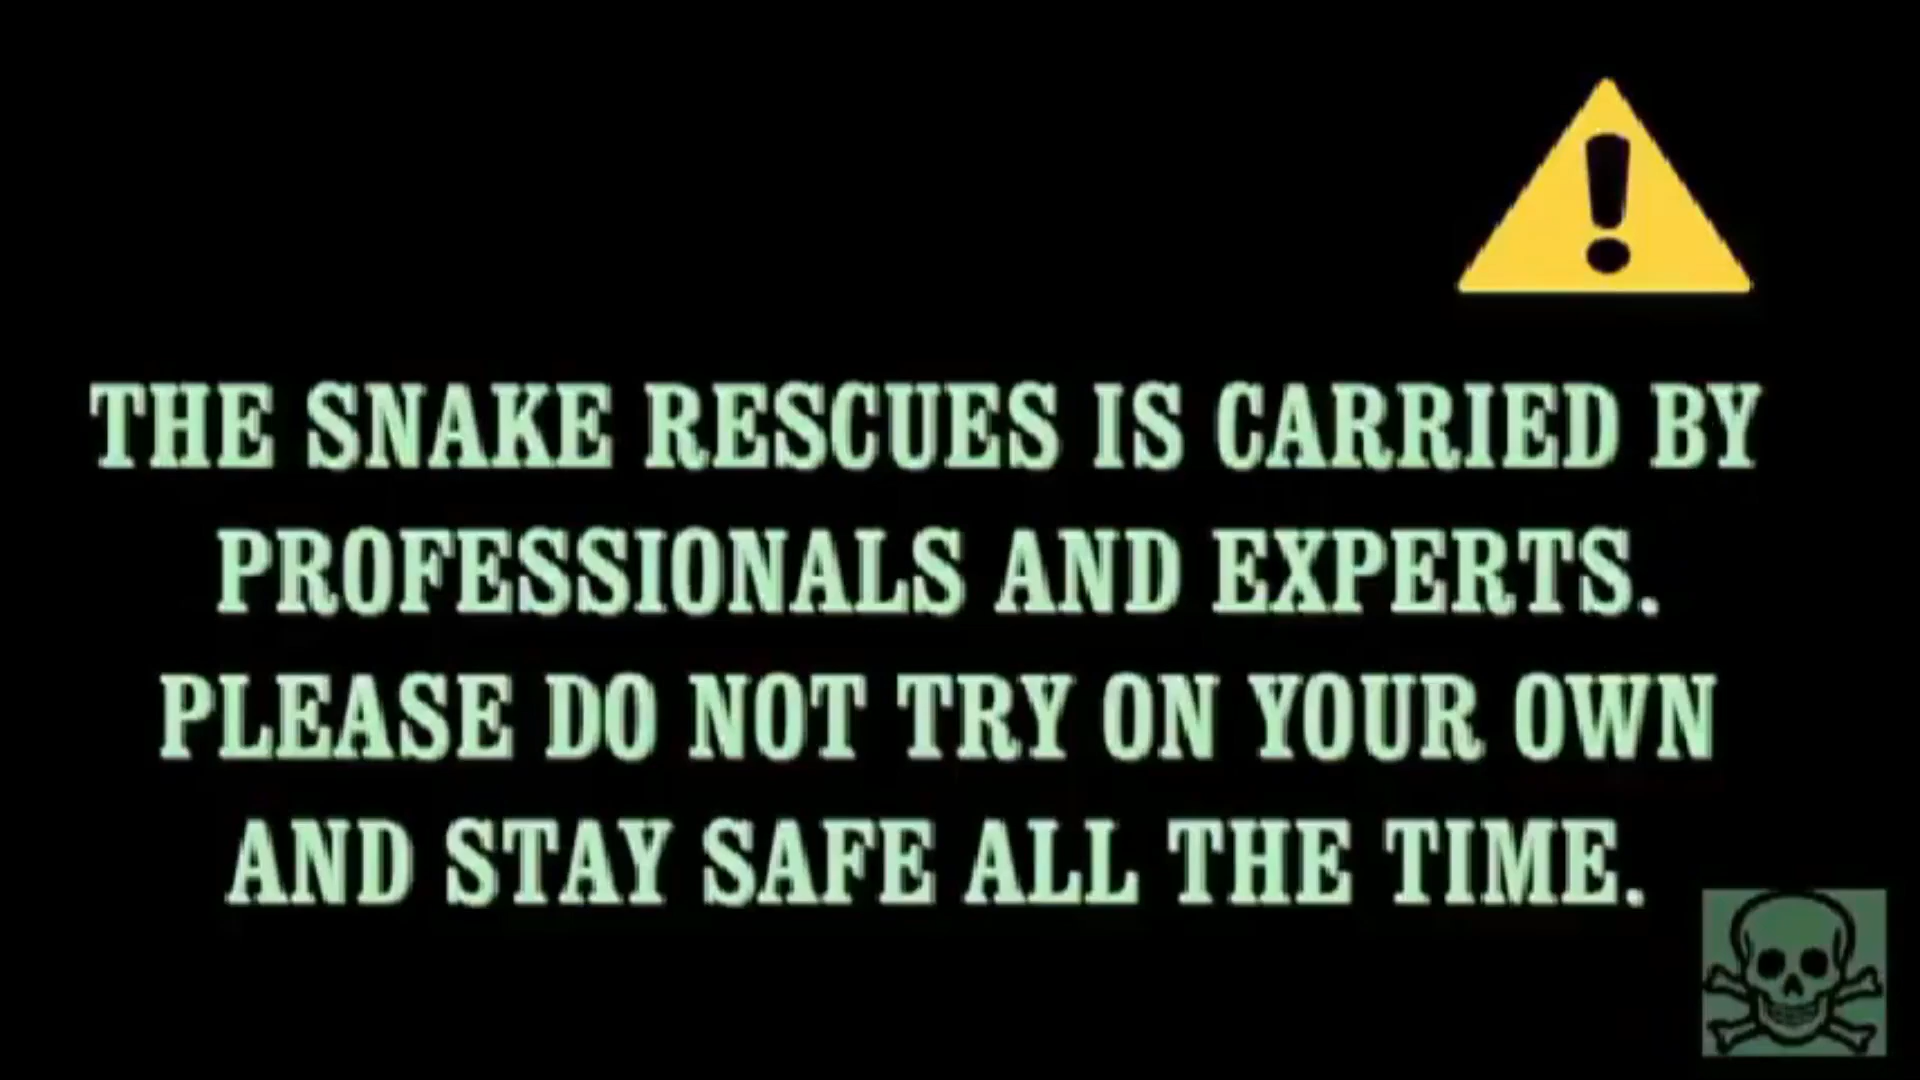 THE SNAKE RESCUES IS CARRIED BY
PROFESSIONALS AND EXPERTS.
PLEASE DO NOT TRY ON YOUR OWN
AND STAY SAFE ALL THE TIME.